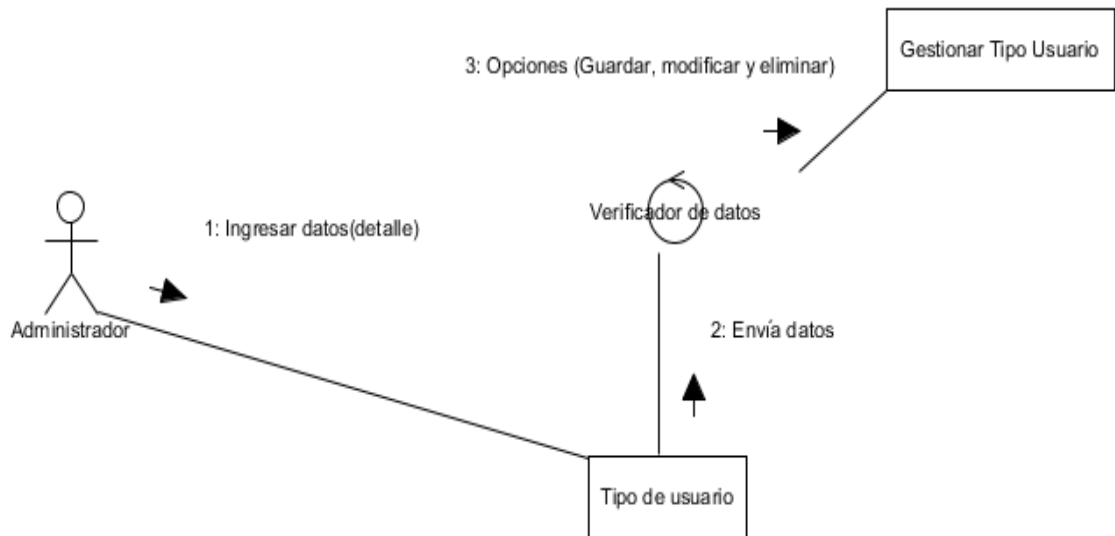 Gestionar Tipo Usuario
3: Opciones (Guardar, modificar y eliminar)
Verificador de datos
1: Ingresar datos(detalle)
Administrador
2: Envía datos
Tipo de usuario